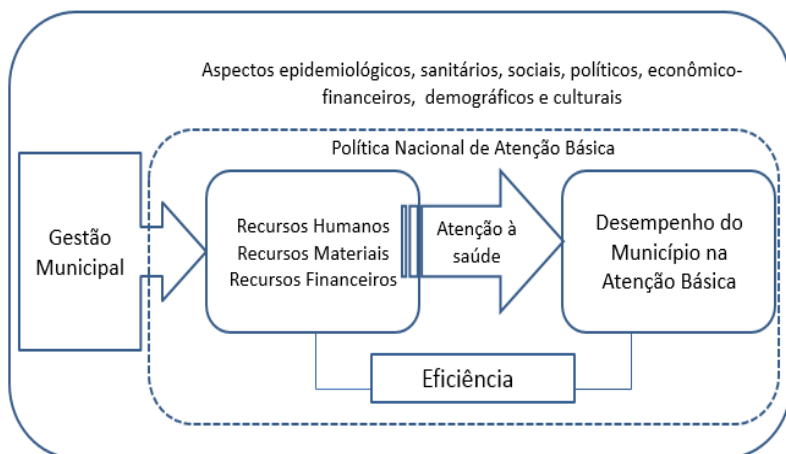 Aspectos epidemiológicos, sanitários, sociais, políticos, econômico-
financeiros, demográficos e culturais
Política Nacional de Atenção Básica
Gestão
Municipal
Recursos Humanos
Recursos Materiais
Recursos Financeiros
Atenção à
saúde
Desempenho do
Município na
Atenção Básica
Eficiência